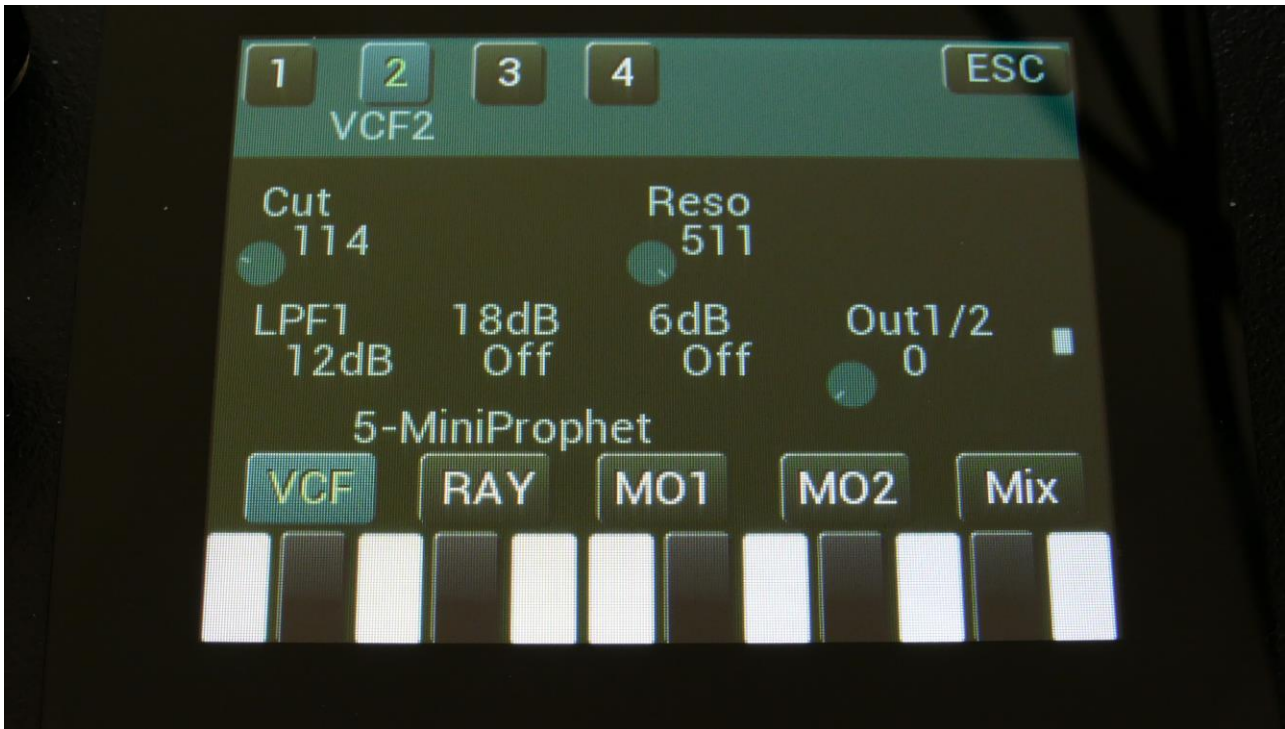 1 2 3 4 ESC
VCF2
Cut Reso
114 511
LPF1 18dB 6dB Out1/2
12dB Off Off 0
5-MiniProphet
VCF RAY MO1 MO2 Mix